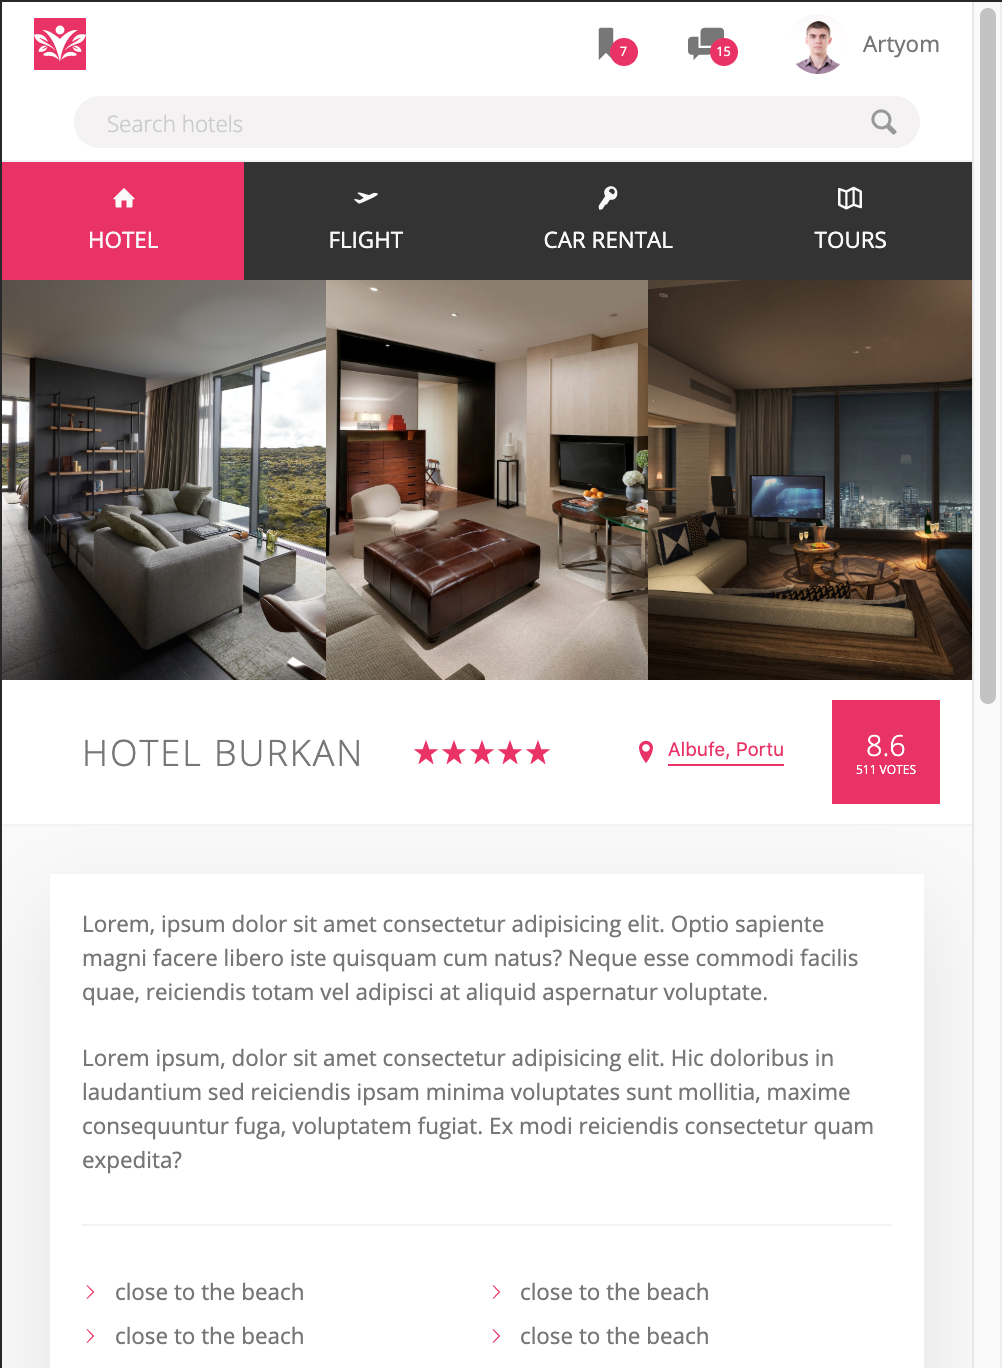 7
15
Artyom
Search hotels
HOTEL
FLIGHT
CAR RENTAL
TOURS
HOTEL BURKAN
Albufe, Portu
8.6
511 VOTES
Lorem, ipsum dolor sit amet consectetur adipisicing elit. Optio sapiente
magni facere libero iste quisquam cum natus? Neque esse commodi facilis
quae, reiciendis totam vel adipisci at aliquid aspernatur voluptate.
Lorem ipsum, dolor sit amet consectetur adipisicing elit. Hic doloribus in
laudantium sed reiciendis ipsam minima voluptates sunt mollitia, maxime
consequuntur fuga, voluptatem fugiat. Ex modi reiciendis consectetur quam
expedita?
close to the beach
close to the beach
close to the beach
close to the beach